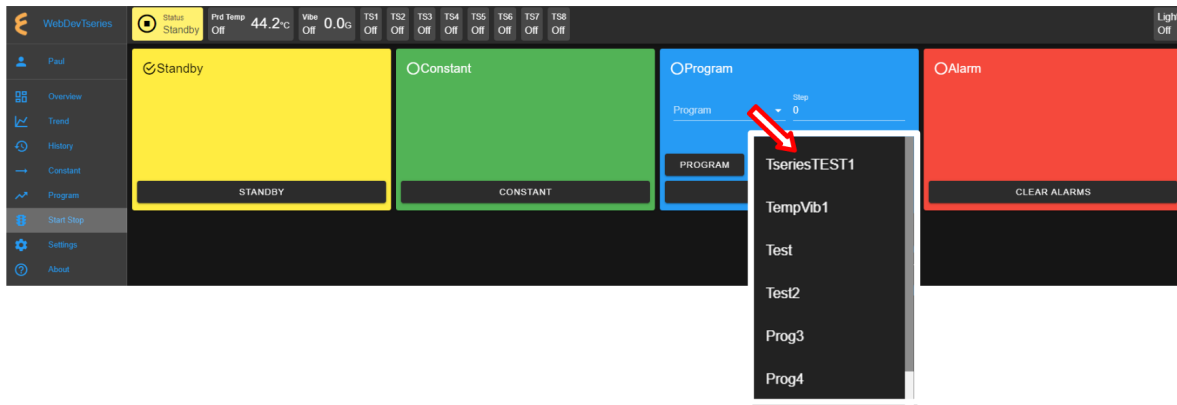 WebDevTseries
Status
Standby
Prd Temp
Off
44.2°C
Vibe
Off
0.0G
TS1
Off
TS2
Off
TS3
Off
TS4
Off
TS5
Off
TS6
Off
TS7
Off
TS8
Off
Light
Off
Paul
Overview
Trend
History
Constant
Program
Start Stop
Settings
About
Standby
STANDBY
Constant
CONSTANT
Program
Program
Step
0
PROGRAM
TseriesTEST1
TempVib1
Test
Test2
Prog3
Prog4
Alarm
CLEAR ALARMS